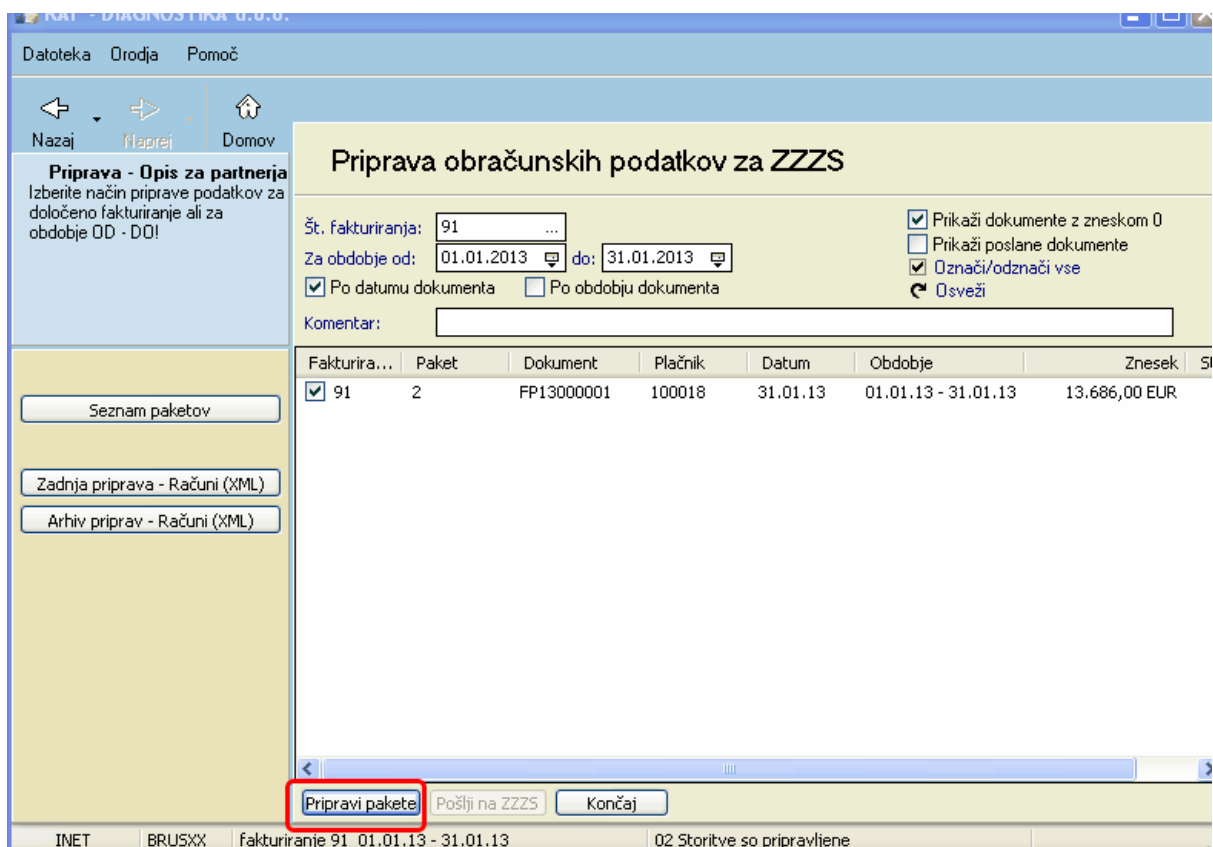 RAT - DIAGNOSTIKA d.o.o.
Datoteka Orodja Pomoč
Nazaj Naprej Domov
Priprava - Opis za partnerja
Izberite način priprave podatkov za
določeno fakturiranje ali za
obdobje OD - DO!
Priprava obračunskih podatkov za ZZZS
Št. fakturiranja: 91 ...
Za obdobje od: 01.01.2013 do: 31.01.2013
Po datumu dokumenta Po obdobju dokumenta
Komentar:
Prikaži dokumente z zneskom 0
Prikaži poslane dokumente
Označi/odznači vse
Osveži
Seznam paketov
Zadnja priprava - Računi (XML)
Arhiv priprav - Računi (XML)
Fakturira... Paket Dokument Plačnik Datum Obdobje Znesek
91 2 FP13000001 100018 31.01.13 01.01.13 - 31.01.13 13.686,00 EUR
Pripravi pakete Pošlji na ZZZS Končaj
INET BRUSXX fakturiranje 91 01.01.13 - 31.01.13 02 Storitve so pripravljene